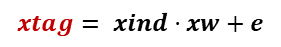 xtag = xind · xw + e